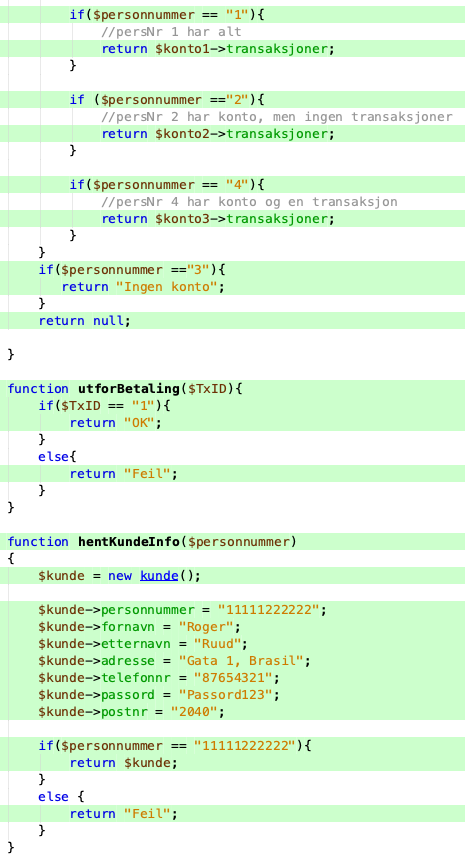 if($personnummer == "1"){
//persNr 1 har alt
return $konto1->transaksjoner;
}
if ($personnummer =="2"){
//persNr 2 har konto, men ingen transaksjoner
return $konto2->transaksjoner;
}
if($personnummer == "4"){
//persNr 4 har konto og en transaksjon
return $konto3->transaksjoner;
}
}
if($personnummer =="3"){
return "Ingen konto";
}
return null;
}
function utforBetaling($TxID){
if($TxID == "1"){
return "OK";
}
else{
return "Feil";
}
}
function hentKundeInfo($personnummer)
{
$kunde = new kunde();
$kunde->personnummer = "11111222222";
$kunde->fornavn = "Roger";
$kunde->etternavn = "Ruud";
$kunde->adresse = "Gata 1, Brasil";
$kunde->telefonnr = "87654321";
$kunde->passord = "Passord123";
$kunde->postnr = "2040";
if($personnummer == "11111222222"){
return $kunde;
}
else {
return "Feil";
}
}